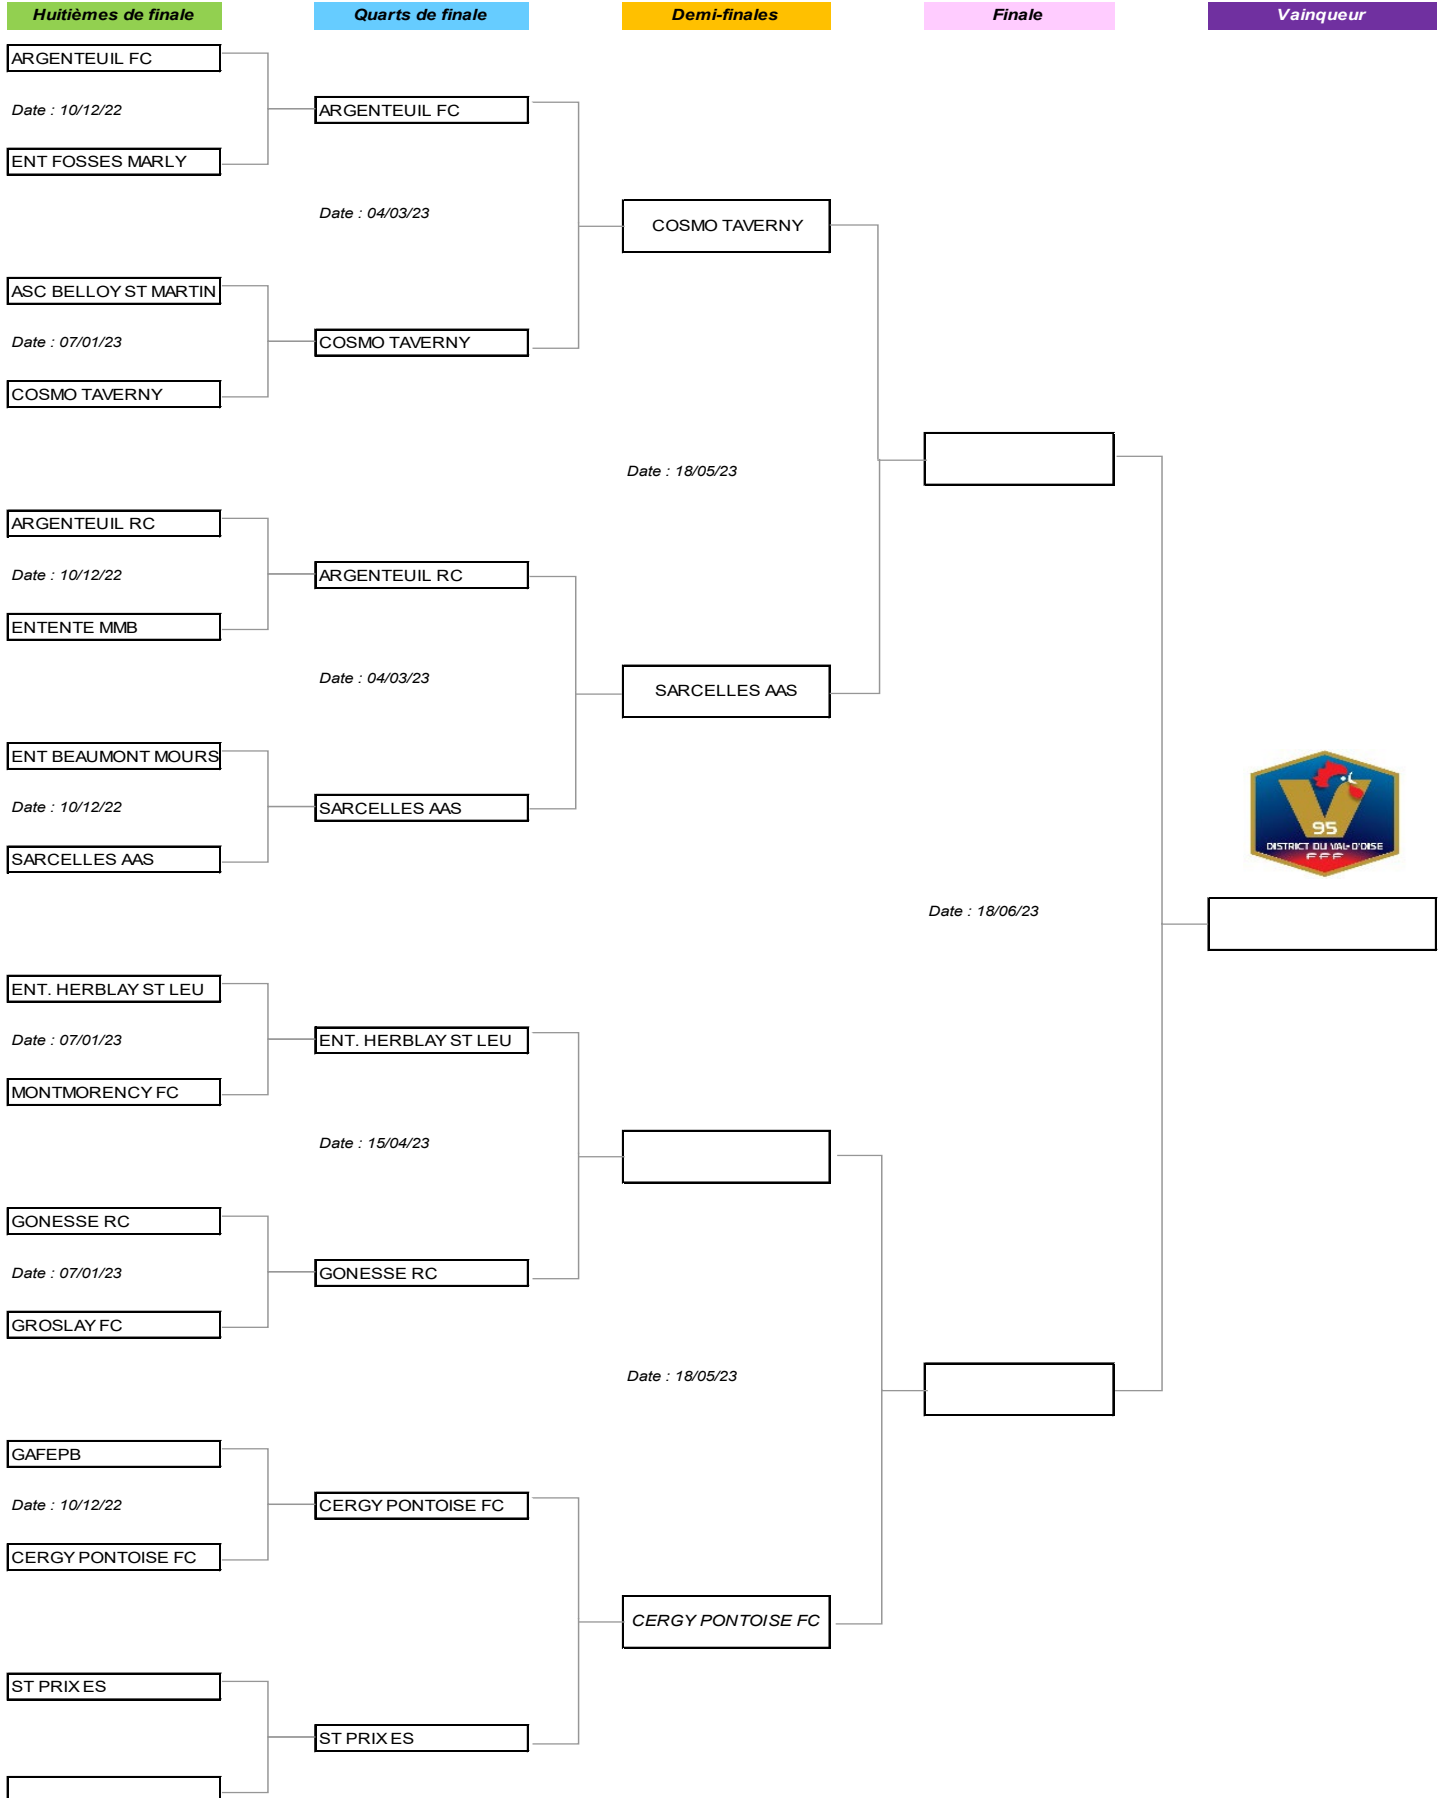 Huitièmes de finale
Quarts de finale
Demi-finales
Finale
Vainqueur
ARGENTEUIL FC
Date : 10/12/22
ENT FOSSES MARLY
ARGENTEUIL FC
Date : 04/03/23
COSMO TAVERNY
ASC BELLOY ST MARTIN
Date : 07/01/23
COSMO TAVERNY
COSMO TAVERNY
Date : 18/05/23
ARGENTEUIL RC
Date : 10/12/22
ENTENTE MMB
ARGENTEUIL RC
Date : 04/03/23
SARCELLES AAS
ENT BEAUMONT MOURS
Date : 10/12/22
SARCELLES AAS
SARCELLES AAS
95
DISTRICT DU VAL-D'OISE
FFF
Date : 18/06/23
ENT. HERBLAY ST LEU
Date : 07/01/23
MONTMORENCY FC
ENT. HERBLAY ST LEU
Date : 15/04/23
GONESSE RC
Date : 07/01/23
GROSLAY FC
GONESSE RC
Date : 18/05/23
GAFEPB
Date : 10/12/22
CERGY PONTOISE FC
CERGY PONTOISE FC
CERGY PONTOISE FC
ST PRIX ES
ST PRIX ES